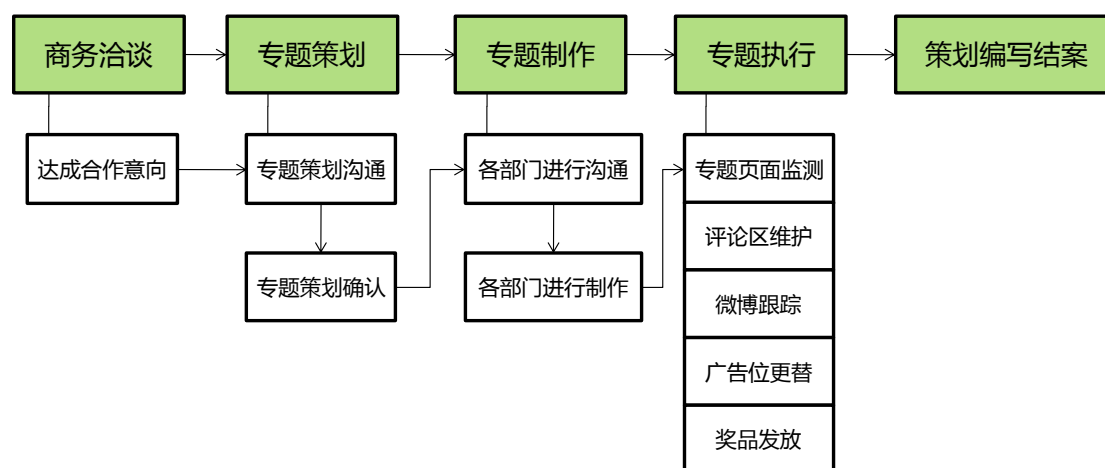 商务洽谈
专题策划
专题制作
专题执行
策划编写结案
达成合作意向
专题策划沟通
各部门进行沟通
专题页面监测
评论区维护
专题策划确认
各部门进行制作
微博跟踪
广告位更替
奖品发放